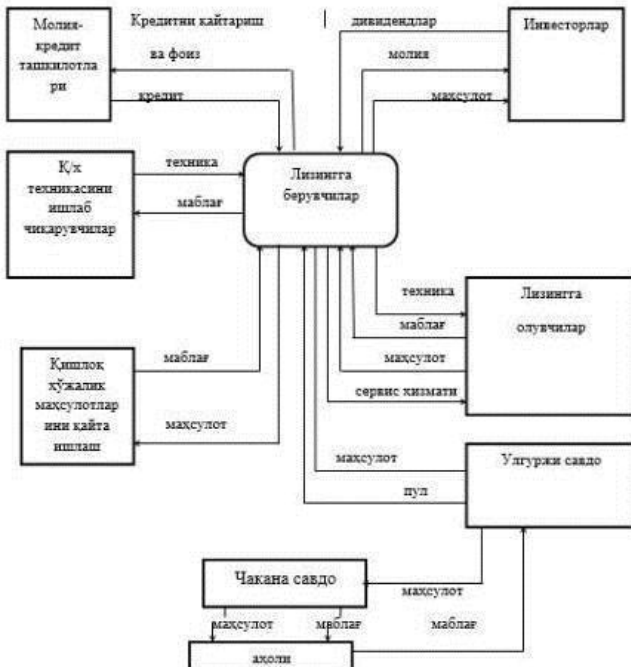 Молия-
кредит
ташкилотла
ри
Кредитни қайтариш
ва фоиз
кредит
дивидендлар
молия
маҳсулот
Инвесторлар
Қ/х
техникасини
ишлаб
чиқарувчилар
техника
маблағ
Лизингга
берувчилар
техника
маблағ
маҳсулот
сервис хизмати
Лизингга
олувчилар
Қишлоқ
хўжалик
маҳсулотлар
ини қайта
ишлаш
маблағ
маҳсулот
маҳсулот
пул
Улгуржи савдо
Чакана савдо
маҳсулот
маҳсулот
маблағ
маблағ
аҳоли